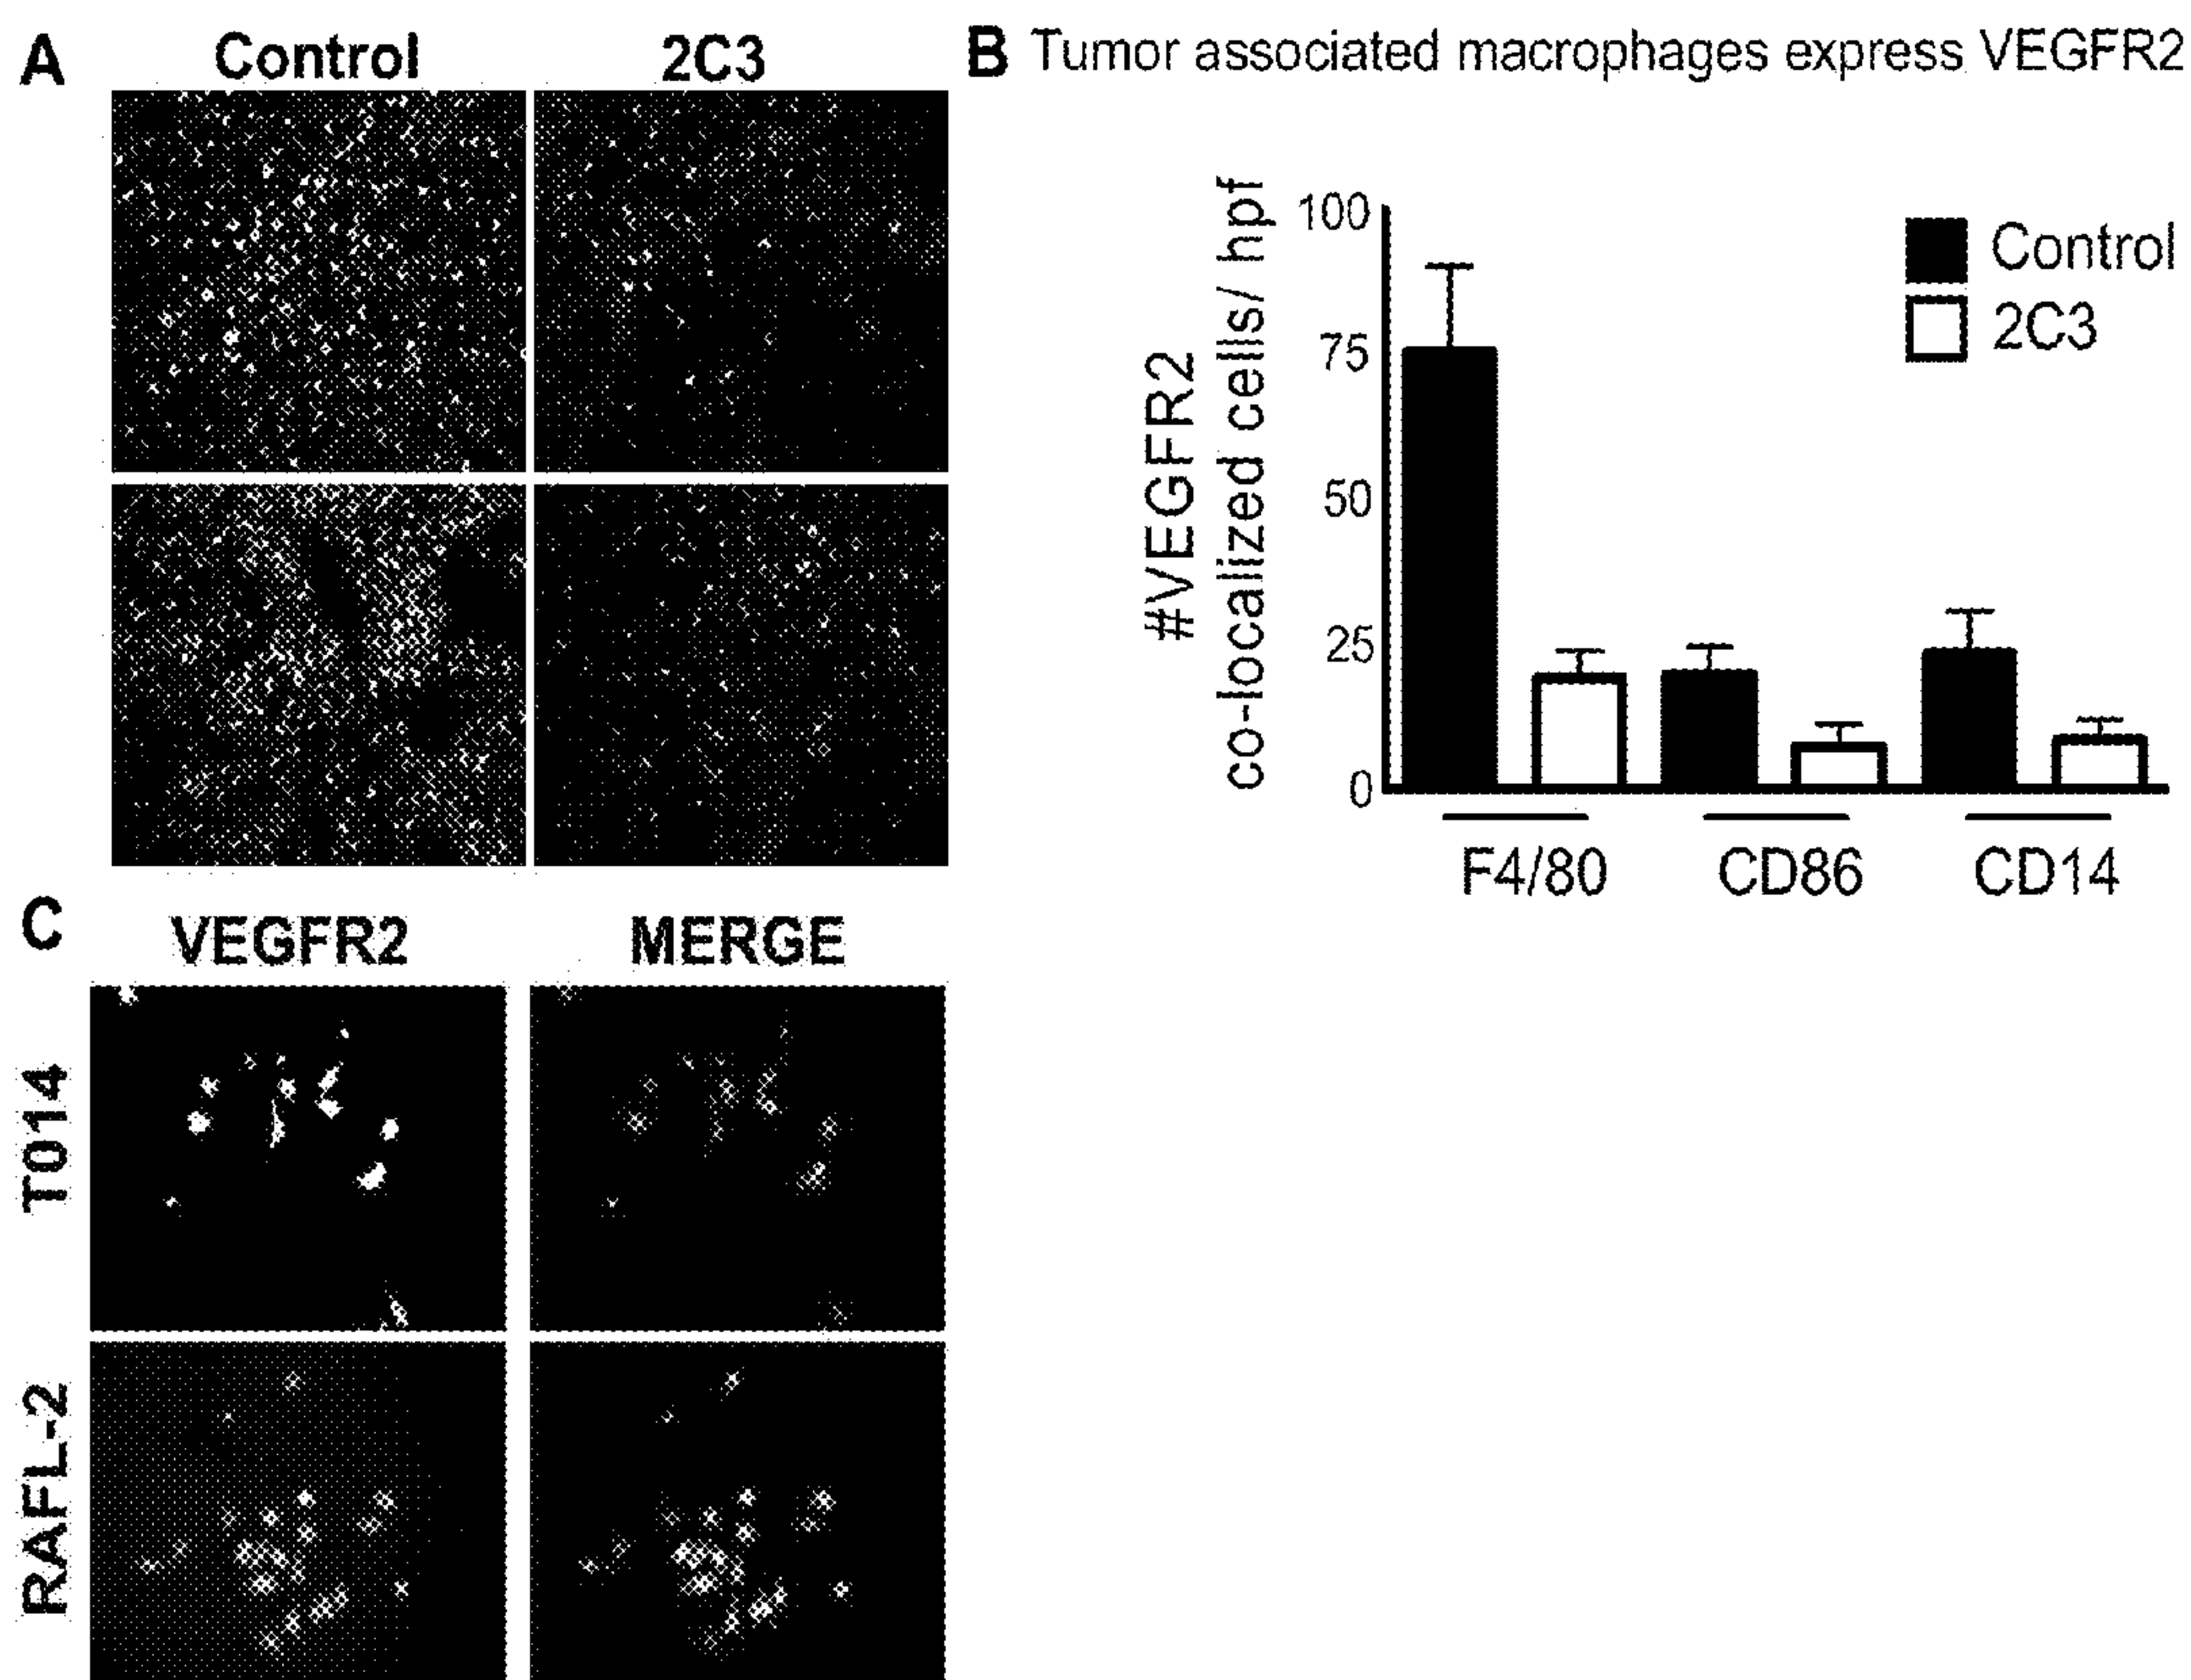 A
Control
2C3
B Tumor associated macrophages express VEGFR2
#VEGFR2
co-localized cells/ hpf
100
75
50
25
0
Control
2C3
F4/80
CD86
CD14
C
VEGFR2
MERGE
T014
RAFL-2